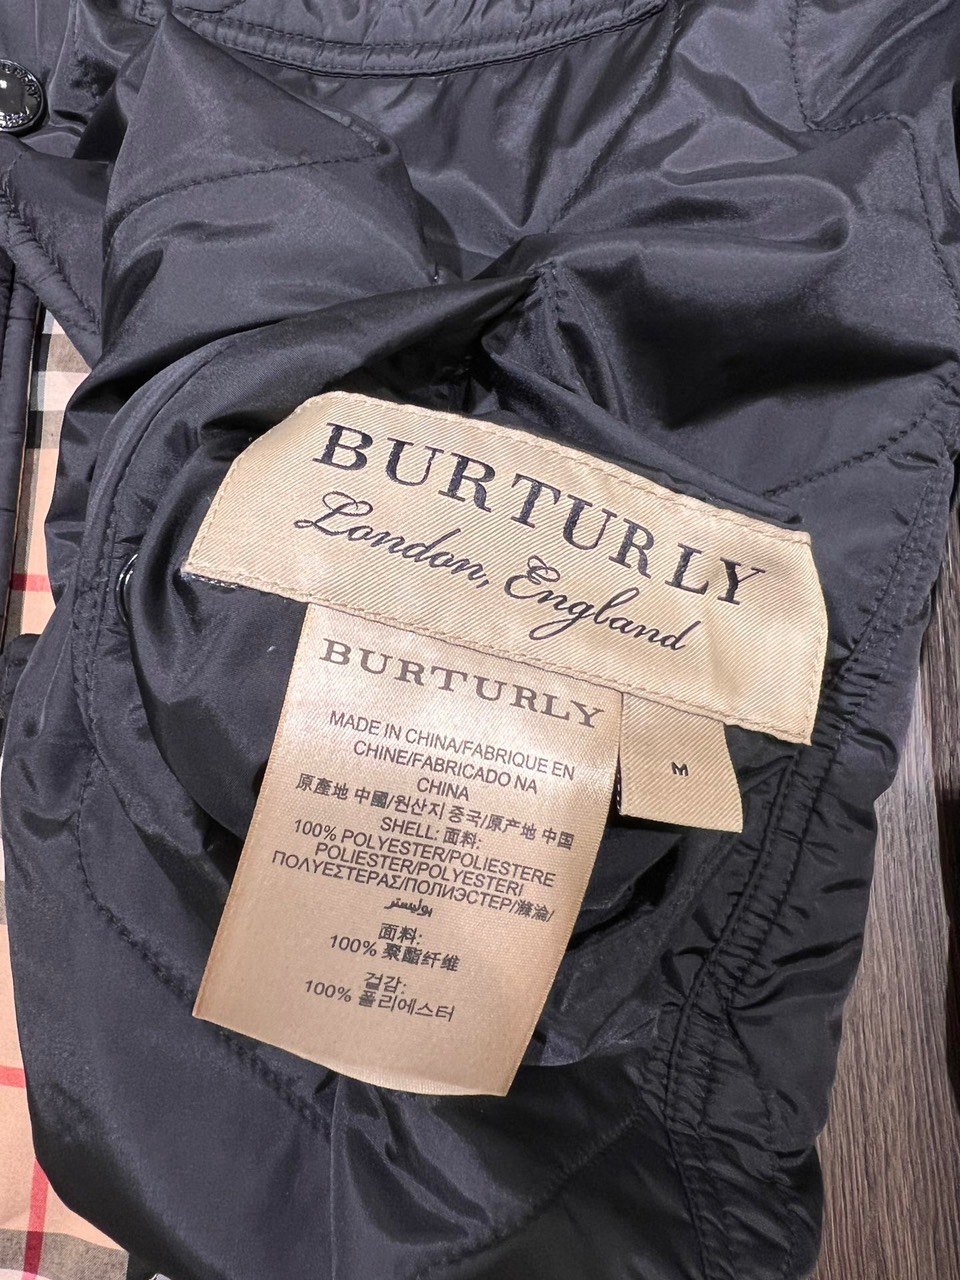 BURTURLY
London, England
BURTURLY
M
MADE IN CHINA/FABRIQUE EN
CHINE/FABRICADO NA
CHINA
原產地 中國/원산지 중국/原产地 中国
SHELL: 面料:
100% POLYESTER/POLIESTERE
POLIESTER/POLYESTERI
ΠΟΛΥΕΣΤΕΡΑΣ/ПОЛИЭСТЕР/滌淪/
بوليستر
面料:
100% 聚酯纤维
겉감:
100% 폴리에스터